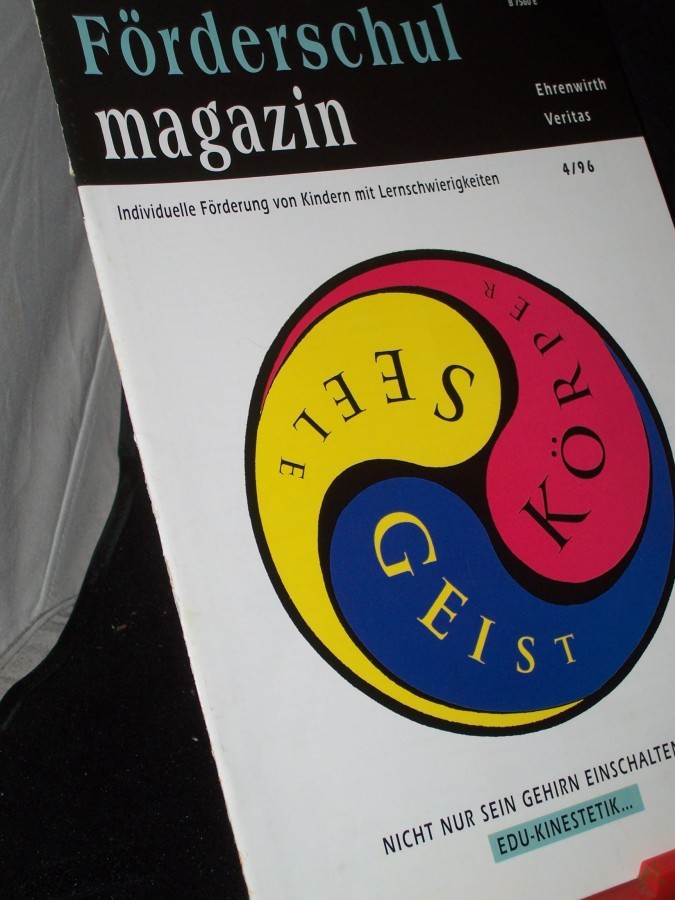 B 7560 E
Förderschul
magazin
Ehrenwirth
Veritas
4/96
Individuelle Förderung von Kindern mit Lernschwierigkeiten
KÖRPER
SEELE
GEIST
NICHT NUR SEIN GEHIRN EINSCHALTEN
EDU-KINESTETIK...